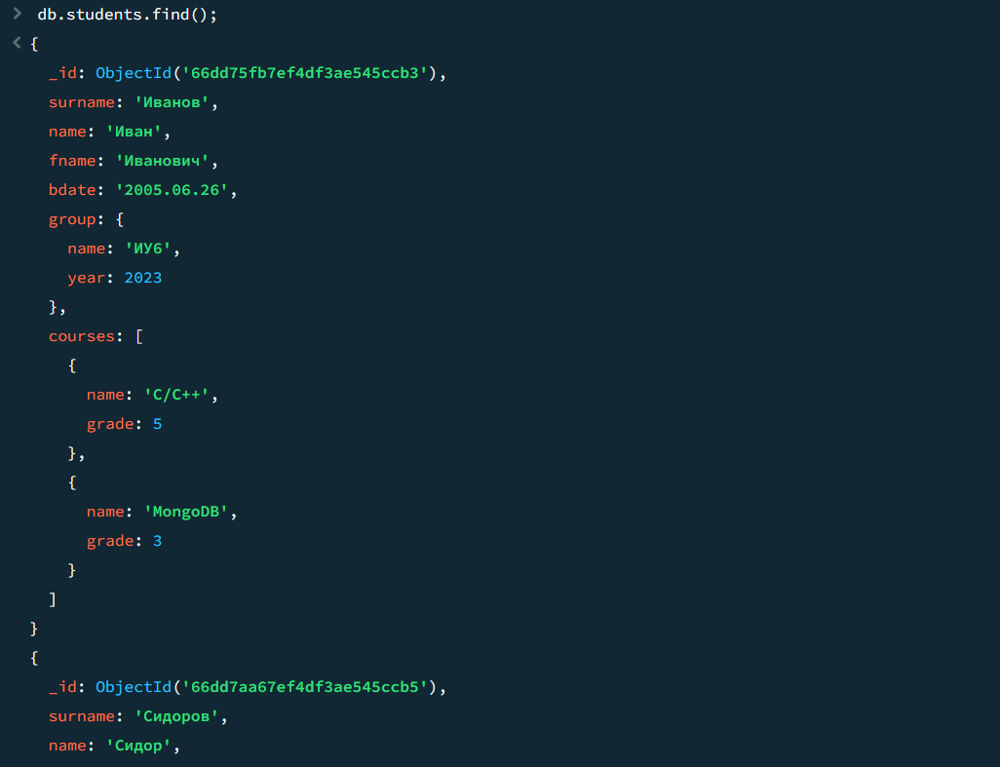 > db.students.find();
< {
_id: ObjectId('66dd75fb7ef4df3ae545ccb3'),
surname: 'Иванов',
name: 'Иван',
fname: 'Иванович',
bdate: '2005.06.26',
group: {
name: 'ИУ6',
year: 2023
},
courses: [
{
name: 'C/C++',
grade: 5
},
{
name: 'MongoDB',
grade: 3
}
]
}
{
_id: ObjectId('66dd7aa67ef4df3ae545ccb5'),
surname: 'Сидоров',
name: 'Сидор',